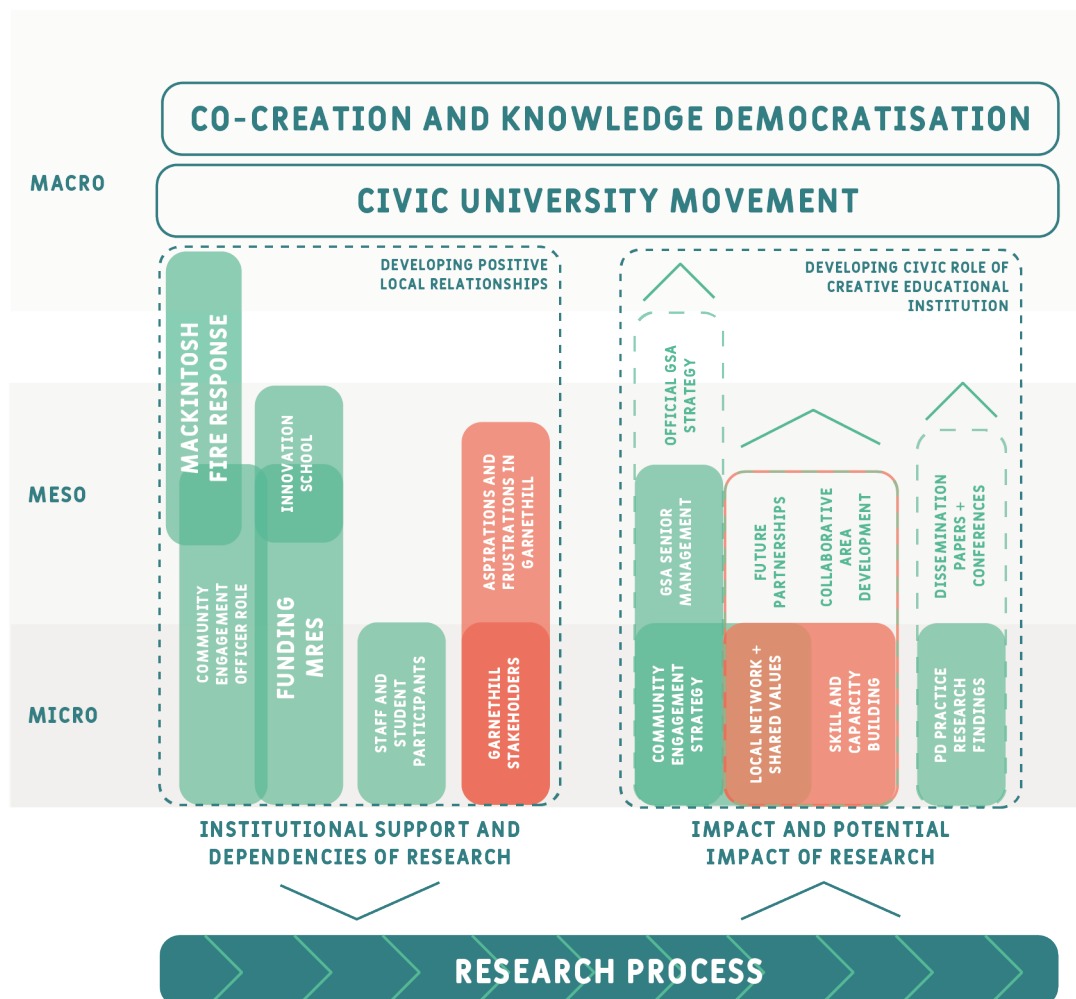 CO-CREATION AND KNOWLEDGE DEMOCRATISATION
MACRO
CIVIC UNIVERSITY MOVEMENT
DEVELOPING POSITIVE
LOCAL RELATIONSHIPS
DEVELOPING CIVIC ROLE OF
CREATIVE EDUCATIONAL
INSTITUTION
MACKINTOSH
FIRE RESPONSE
INNOVATION
SCHOOL
ASPIRATIONS AND
FRUSTRATIONS IN
GARNETHILL
OFFICIAL GSA
STRATEGY
MESO
GSA SENIOR
MANAGEMENT
FUTURE
PARTNERSHIPS
COLLABORATIVE
AREA
DEVELOPMENT
DISSEMINATION
PAPERS +
CONFERENCES
MICRO
COMMUNITY
ENGAGEMENT
OFFICER ROLE
FUNDING
MRES
STAFF AND
STUDENT
PARTICIPANTS
GARNETHILL
STAKEHOLDERS
COMMUNITY
ENGAGEMENT
STRATEGY
LOCAL NETWORK +
SHARED VALUES
SKILL AND
CAPARCITY
BUILDING
PD PRACTICE
RESEARCH
FINDINGS
INSTITUTIONAL SUPPORT AND
DEPENDENCIES OF RESEARCH
IMPACT AND POTENTIAL
IMPACT OF RESEARCH
RESEARCH PROCESS